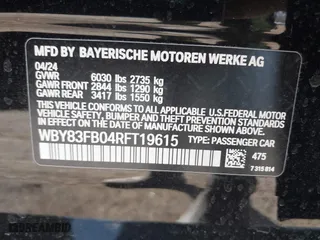 MFD BY BAYERISCHE MOTOREN WERKE AG
04/24
GVWR 6030 lbs 2735 kg
GAWR FRONT 2844 lbs 1290 kg
GAWR REAR 3417 lbs 1550 kg
THIS VEHICLE CONFORMS TO ALL APPLICABLE
U.S.FEDERAL MOTOR
VEHICLE SAFETY, BUMPER, AND THEFT PREVENTION
STANDARDS IN EFFECT ON THE DATE OF
MANUFACTURE SHOWN ABOVE.
WBY83FB04RFT19615 TYPE: PASSENGER CAR
475
7 315 814